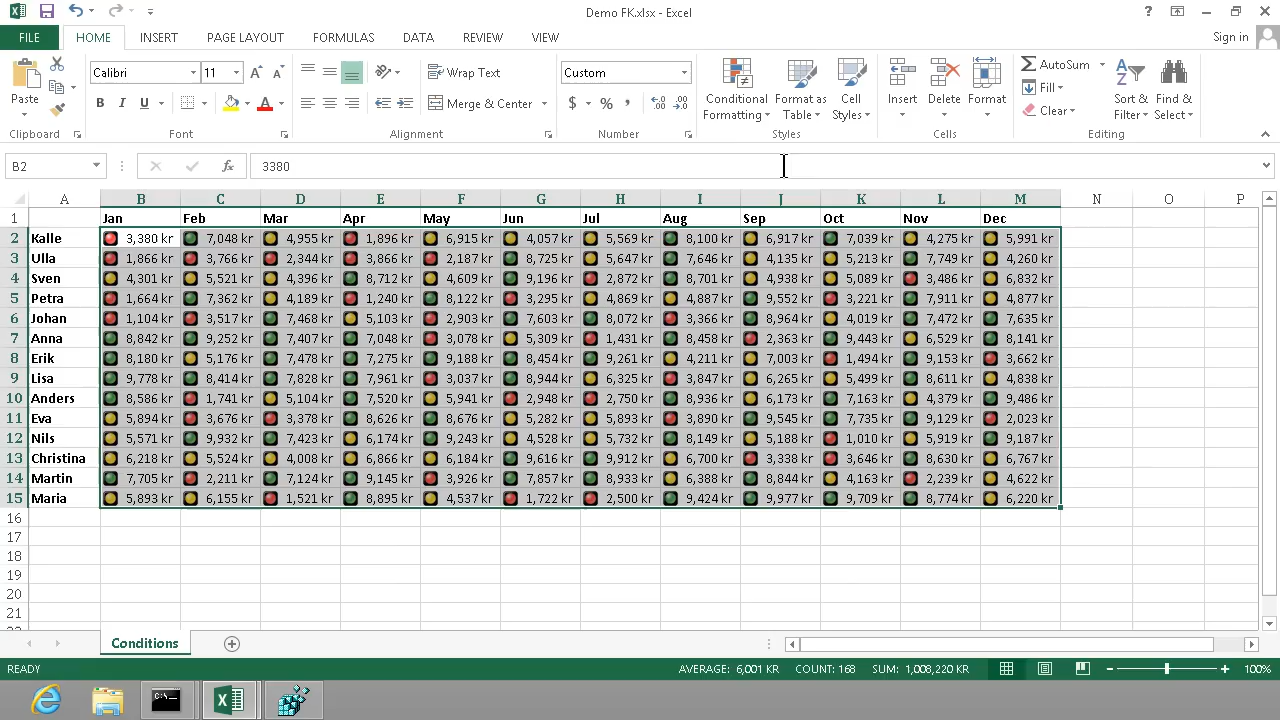 Demo FK.xlsx - Excel
FILE HOME INSERT PAGE LAYOUT FORMULAS DATA REVIEW VIEW Sign in
Calibri 11 Wrap Text Custom AutoSum
Paste B I U Merge & Center $ % , Conditional Formatting Format as Table Cell Styles Insert Delete Format Fill Clear Sort & Filter Find & Select
Clipboard Font Alignment Number Styles Cells Editing
B2 fx 3380
A B C D E F G H I J K L M N O P
1 Jan Feb Mar Apr May Jun Jul Aug Sep Oct Nov Dec
2 Kalle 3,380 kr 7,048 kr 4,955 kr 1,896 kr 6,915 kr 4,057 kr 5,569 kr 8,100 kr 6,917 kr 7,039 kr 4,275 kr 5,991 kr
3 Ulla 1,866 kr 3,766 kr 2,344 kr 3,866 kr 2,187 kr 8,725 kr 5,647 kr 7,646 kr 4,135 kr 5,213 kr 7,749 kr 4,260 kr
4 Sven 4,301 kr 5,521 kr 4,396 kr 8,712 kr 4,609 kr 9,196 kr 2,872 kr 8,701 kr 4,938 kr 5,089 kr 3,486 kr 6,832 kr
5 Petra 1,664 kr 7,362 kr 4,189 kr 1,240 kr 8,122 kr 3,295 kr 4,669 kr 4,887 kr 9,552 kr 3,221 kr 7,911 kr 4,877 kr
6 Johan 1,104 kr 3,517 kr 7,468 kr 5,103 kr 2,903 kr 7,603 kr 8,172 kr 3,365 kr 8,964 kr 4,019 kr 7,472 kr 7,635 kr
7 Anna 9,252 kr 7,407 kr 7,048 kr 3,078 kr 5,309 kr 1,431 kr 8,458 kr 2,363 kr 9,443 kr 6,527 kr 8,141 kr
8 Erik 8,180 kr 5,176 kr 7,478 kr 7,275 kr 9,188 kr 8,454 kr 9,261 kr 4,211 kr 7,003 kr 1,494 kr 9,153 kr 3,662 kr
9 Lisa 9,778 kr 8,414 kr 7,828 kr 7,961 kr 3,037 kr 8,944 kr 6,325 kr 3,847 kr 6,265 kr 5,499 kr 8,611 kr 4,838 kr
10 Anders 1,741 kr 5,104 kr 7,520 kr 5,941 kr 2,948 kr 2,750 kr 8,936 kr 6,173 kr 7,163 kr 4,379 kr 9,486 kr
11 Eva 5,894 kr 3,676 kr 3,378 kr 8,626 kr 8,676 kr 5,282 kr 9,545 kr 7,735 kr 9,129 kr 2,023 kr
12 Nils 5,571 kr 9,932 kr 7,423 kr 6,174 kr 9,243 kr 4,528 kr 5,732 kr 8,149 kr 5,188 kr 1,010 kr 5,913 kr 9,187 kr
13 Christina 6,218 kr 5,524 kr 4,008 kr 6,866 kr 6,184 kr 9,616 kr 9,912 kr 6,710 kr 3,338 kr 3,646 kr 8,630 kr 6,767 kr
14 Martin 7,705 kr 2,211 kr 7,124 kr 9,145 kr 3,926 kr 6,388 kr 8,844 kr 4,163 kr 4,622 kr
15 Maria 5,893 kr 6,155 kr 1,521 kr 8,895 kr 4,537 kr 1,722 kr 2,500 kr 9,424 kr 9,977 kr 9,709 kr 8,774 kr 6,220 kr
16
17
18
19
20
21
Conditions
READY AVERAGE: 6,001 KR COUNT: 168 SUM: 1,008,220 KR 100%